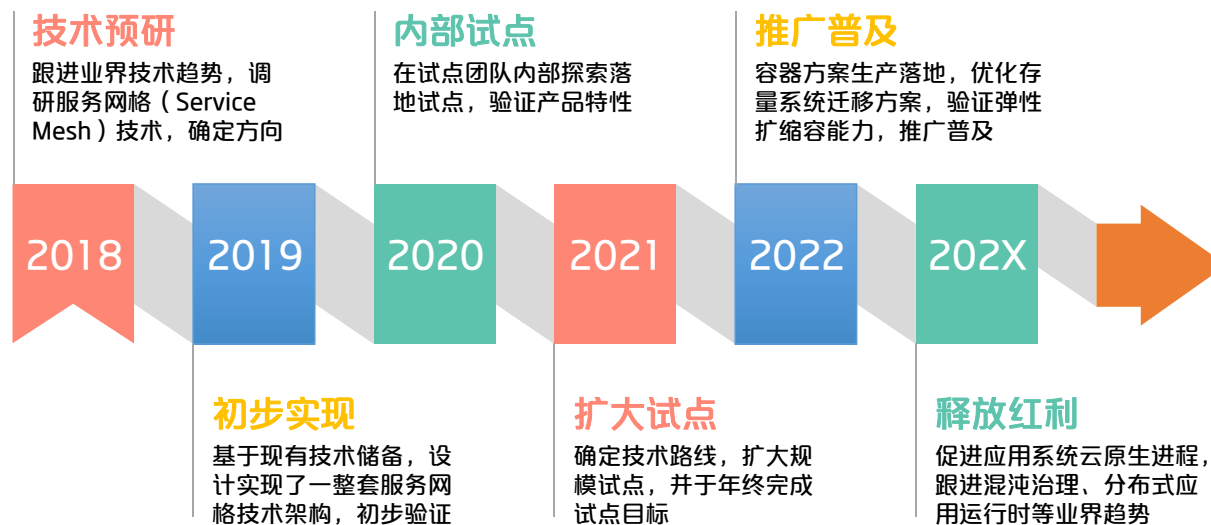 技术预研
跟进业界技术趋势，调
研服务网格（Service
Mesh）技术，确定方向
内部试点
在试点团队内部探索落
地试点，验证产品特性
推广普及
容器方案生产落地，优化存
量系统迁移方案，验证弹性
扩缩容能力，推广普及
2018
2019
2020
2021
2022
202X
初步实现
基于现有技术储备，设
计实现了一整套服务网
格技术架构，初步验证
扩大试点
确定技术路线，扩大规
模试点，并于年终完成
试点目标
释放红利
促进应用系统云原生进程，
跟进混沌治理、分布式应
用运行时等业界趋势